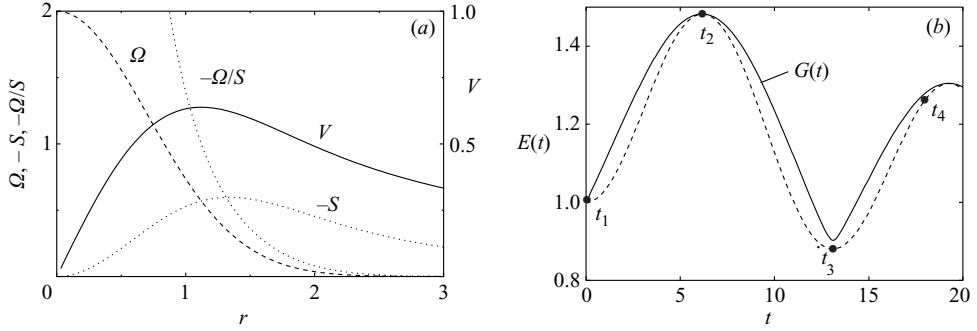 2
1
0
1
2
3
r
Ω, – S, –Ω/S
(a)
Ω
–Ω/S
V
–S
1.0
0.5
V
(b)
1.4
1.2
1.0
0.8
E(t)
0
5
10
15
20
t
t1
t2
t3
t4
G(t)